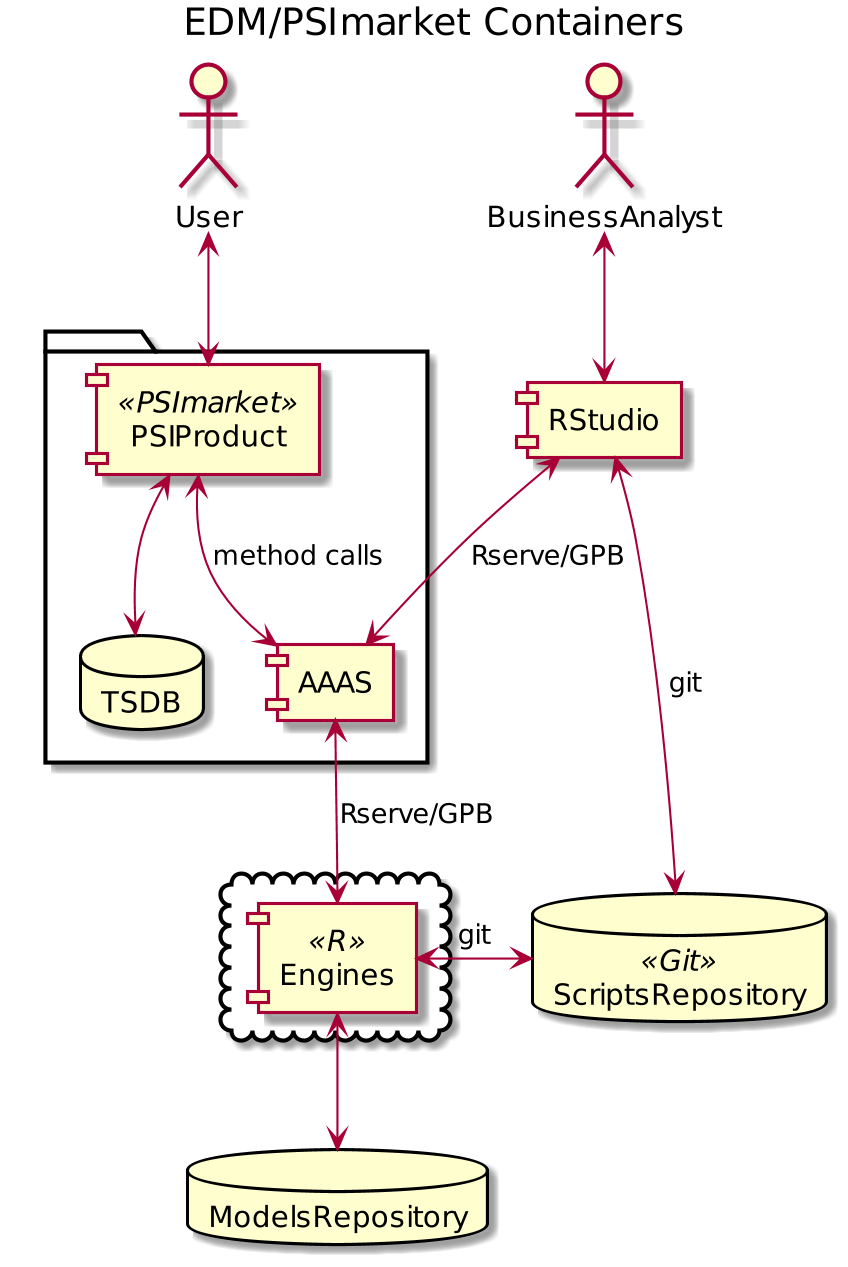 EDM/PSImarket Containers
User
BusinessAnalyst
«PSImarket»
PSIProduct
RStudio
method calls
Rserve/GPB
TSDB
AAAS
git
Rserve/GPB
«R»
Engines
git
«Git»
ScriptsRepository
ModelsRepository